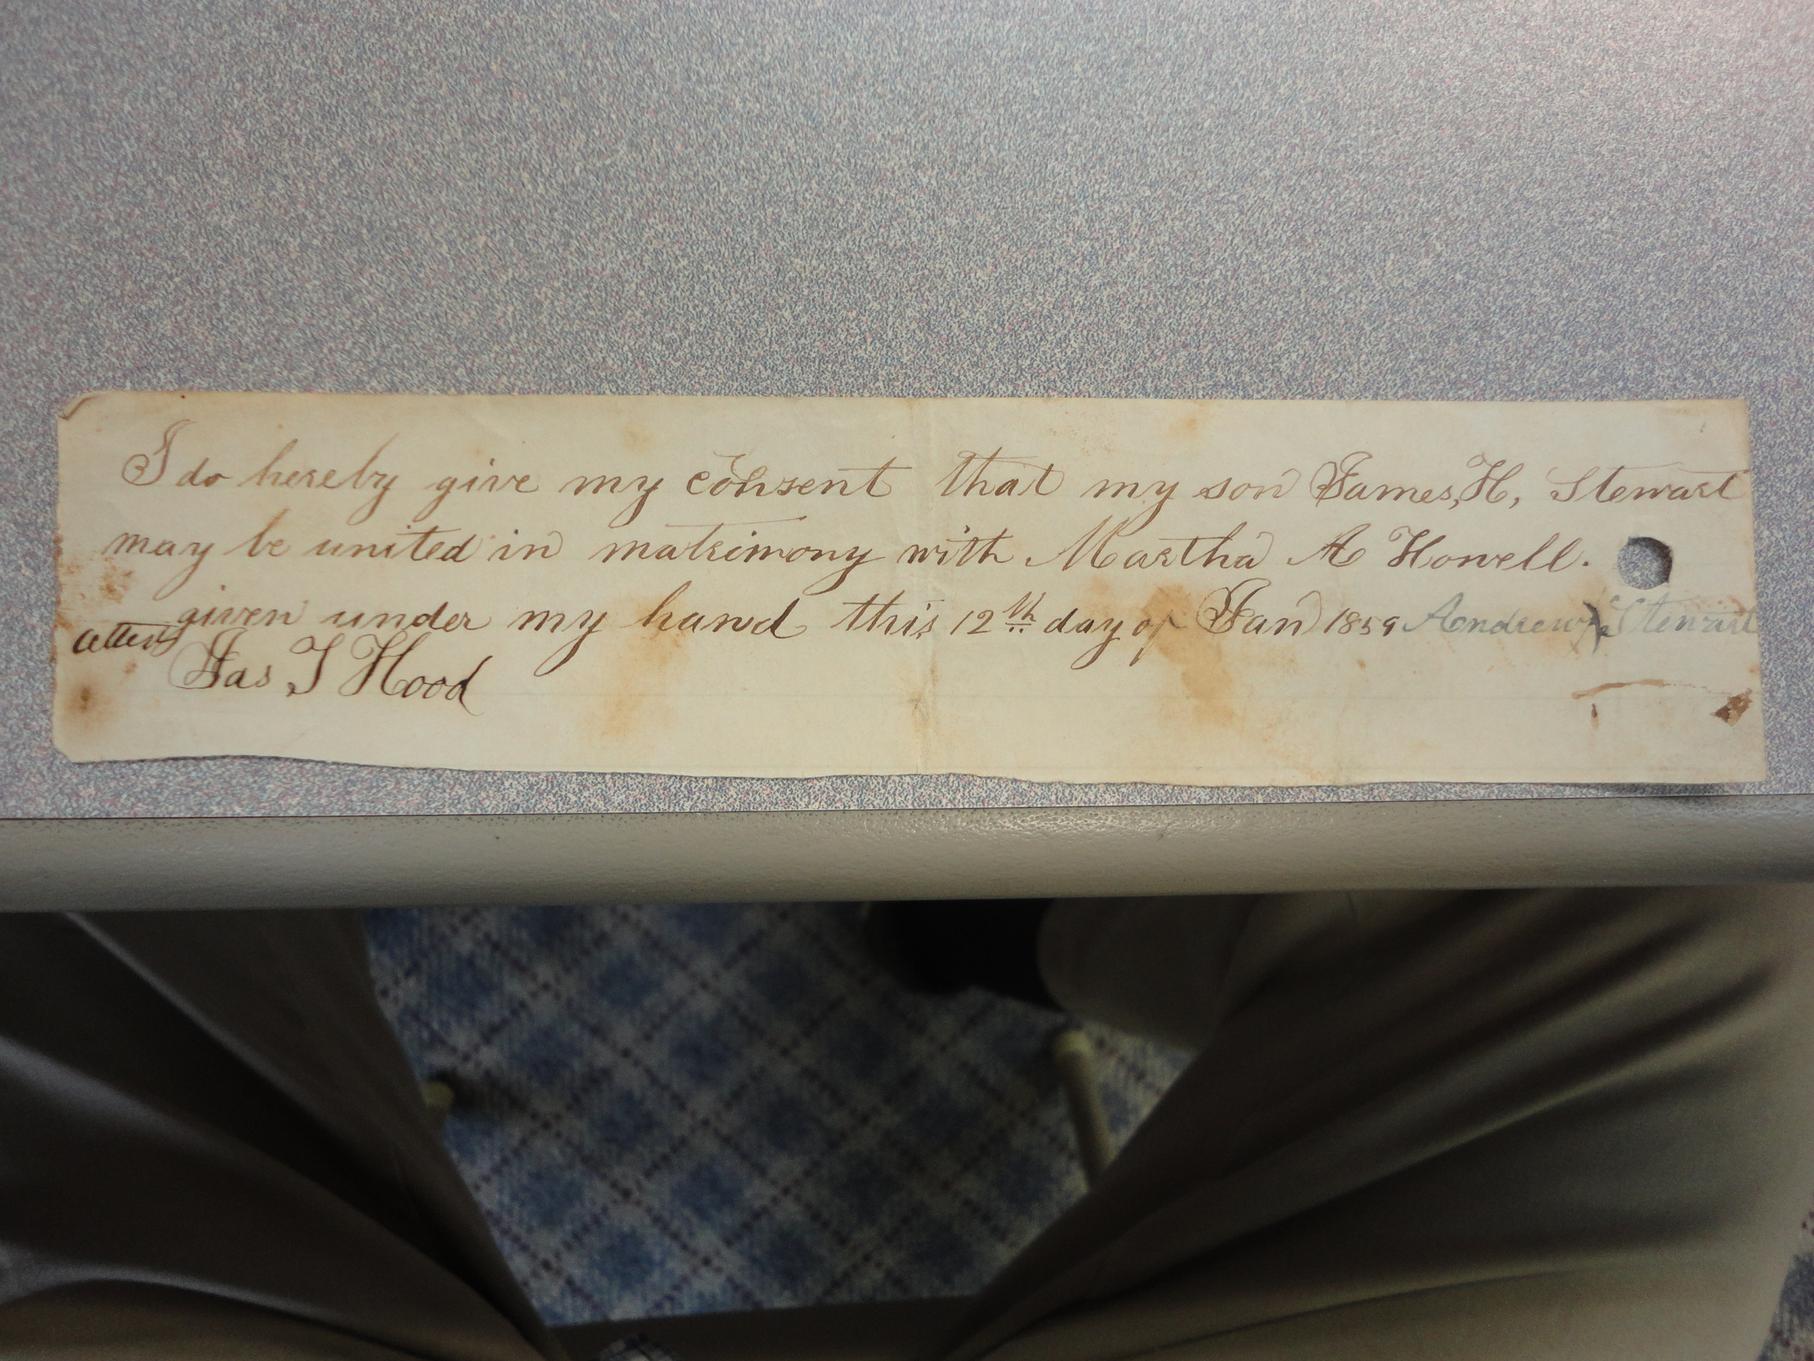 I do hereby give my consent that my son James, H, Stewart
may be united in matrimony with Martha A Howell.
given under my hand this 12th day of Jan 1859 Andrew Stewart
attest Jas T Hood